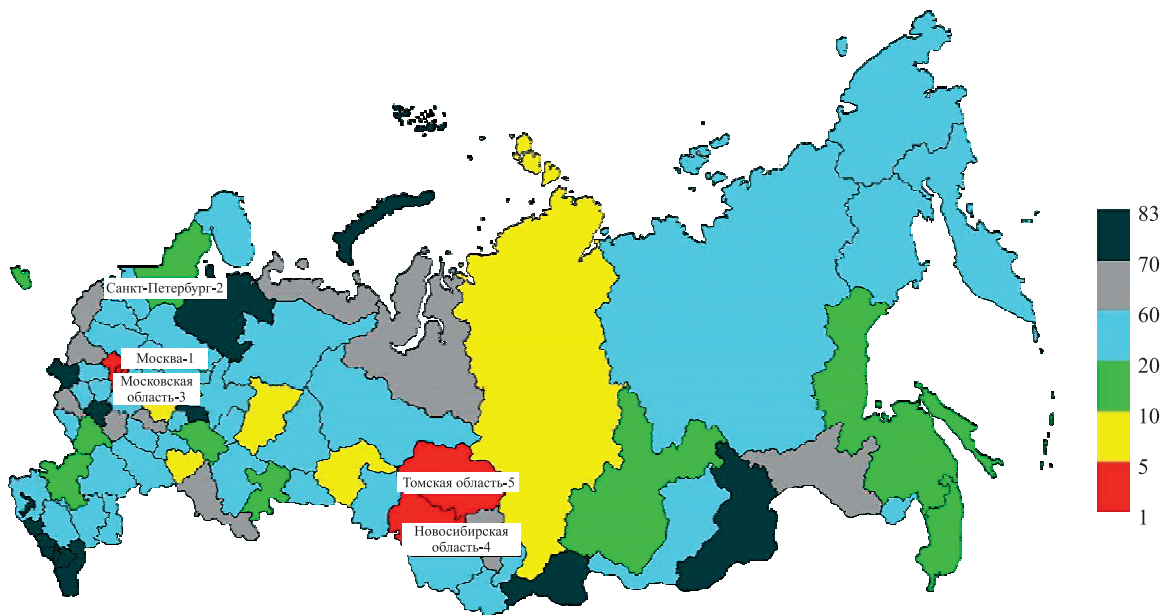 Санкт-Петербург-2
Москва-1
Московская
область-3
Томская область-5
Новосибирская
область-4
83
70
60
20
10
5
1